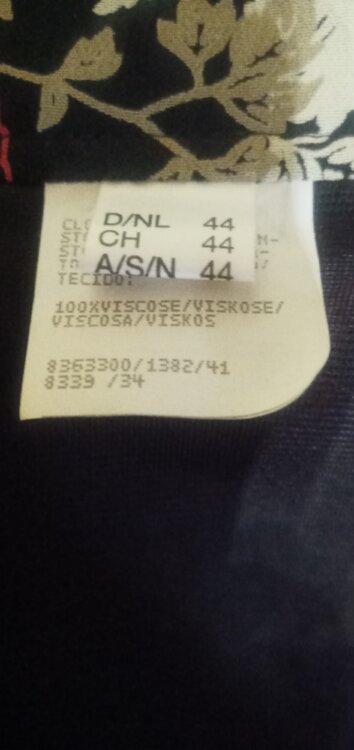 D/NL 44
CH 44
A/S/N 44
TECIDO:
100%VISCOSE/VISKOSE/
VISCOSA/VISKOS
8363300/1382/41
8339 /34